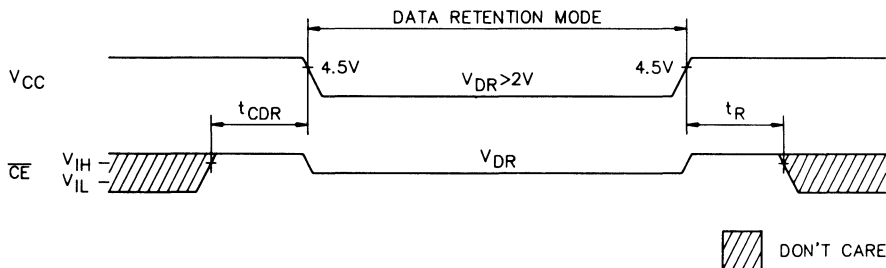 DATA RETENTION MODE
VCC
4.5V
VDR>2V
4.5V
tCDR
tR
CE
VIH
VIL
VDR
DON'T CARE